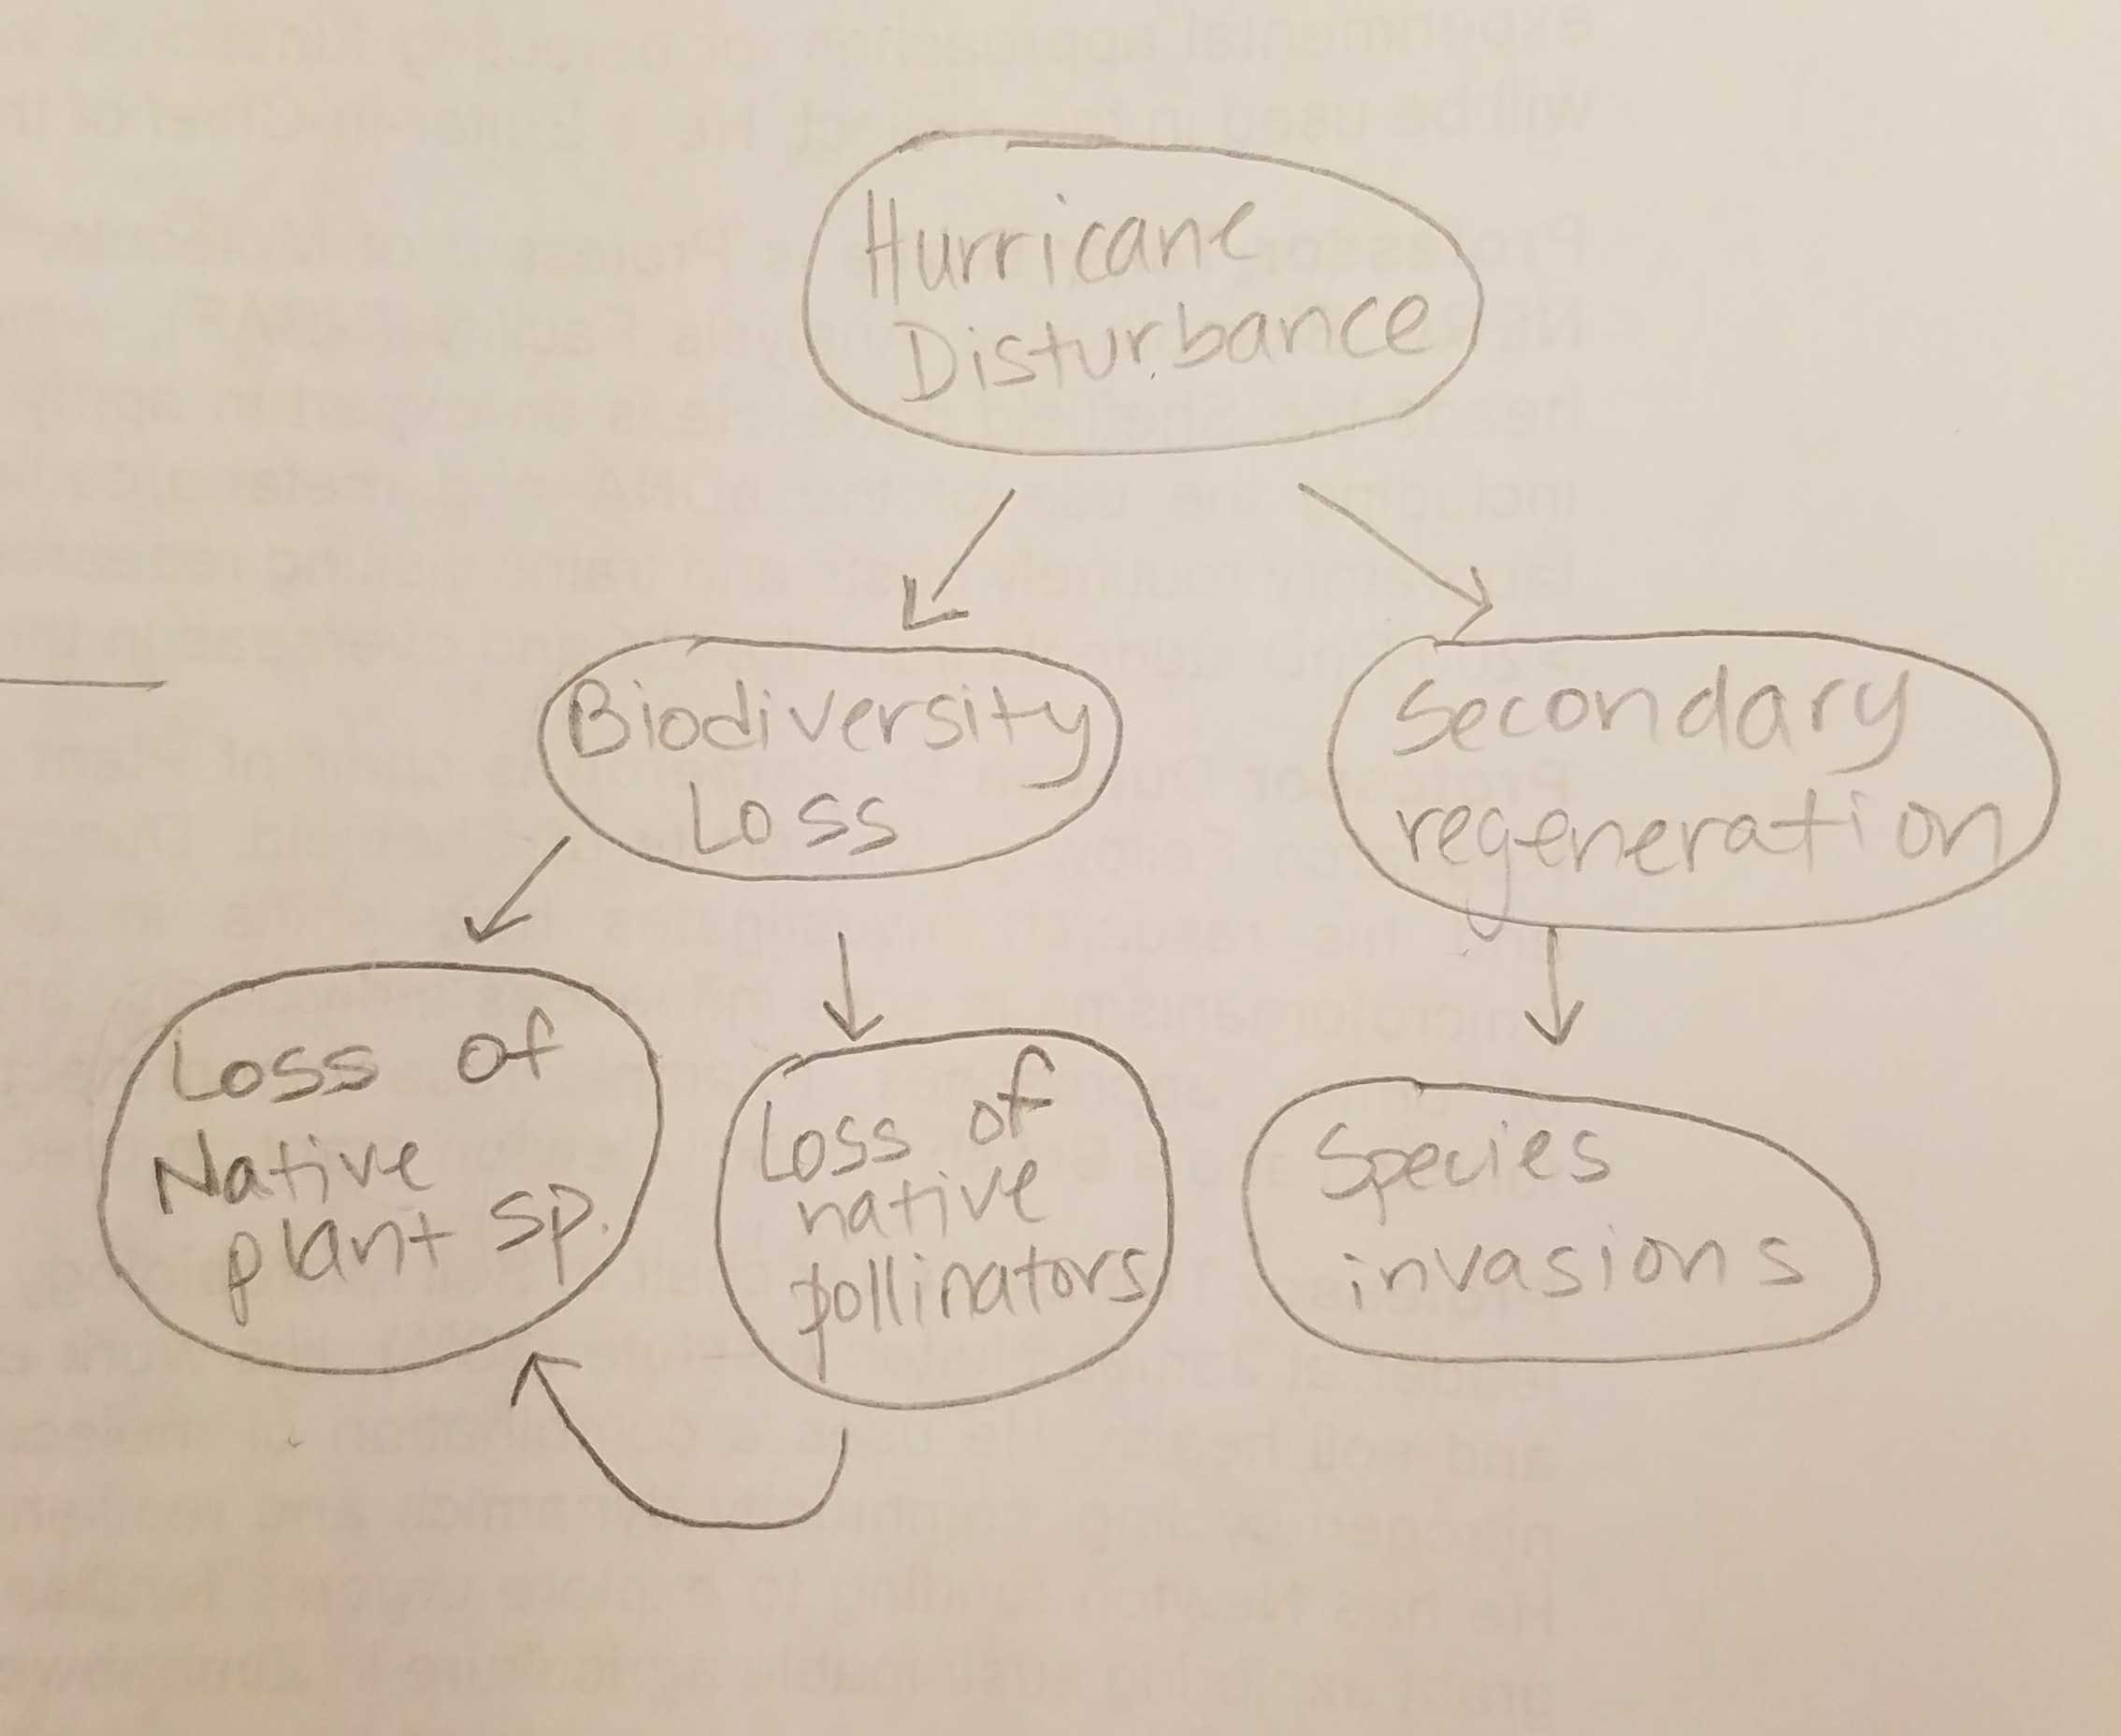 Hurricane
Disturbance
Biodiversity
Loss
Secondary
regeneration
Loss of
Native
plant sp.
Loss of
native
pollinators
Species
invasions